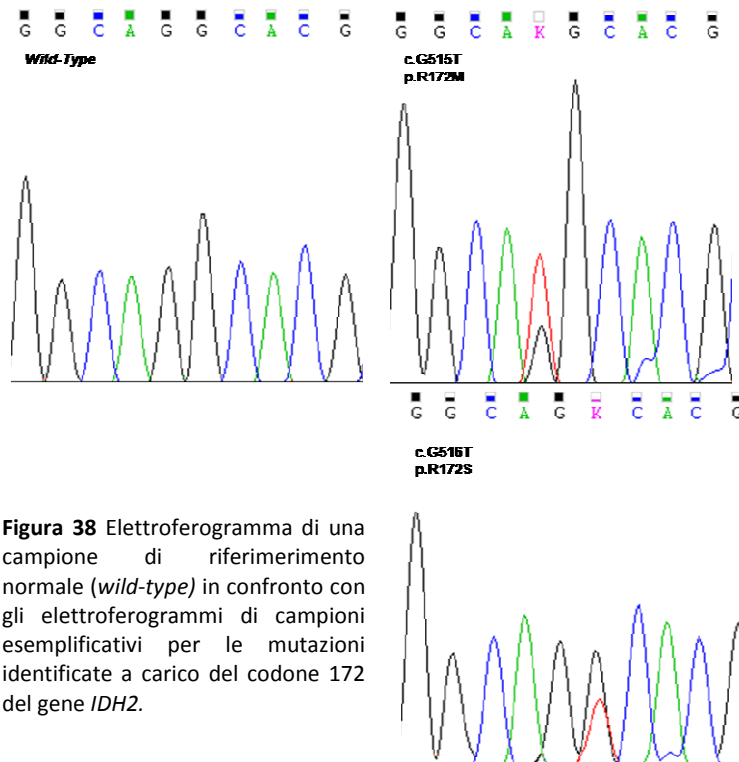 G G C A G G C A C G
Wild-Type
G G C A K G C A C G
c.G515T
p.R172M
G G C A G K C A C G
c.G516T
p.R172S
Figura 38 Elettroferogramma di una
campione di riferimerimento
normale (wild-type) in confronto con
gli elettroferogrammi di campioni
esemplificativi per le mutazioni
identificate a carico del codone 172
del gene IDH2.